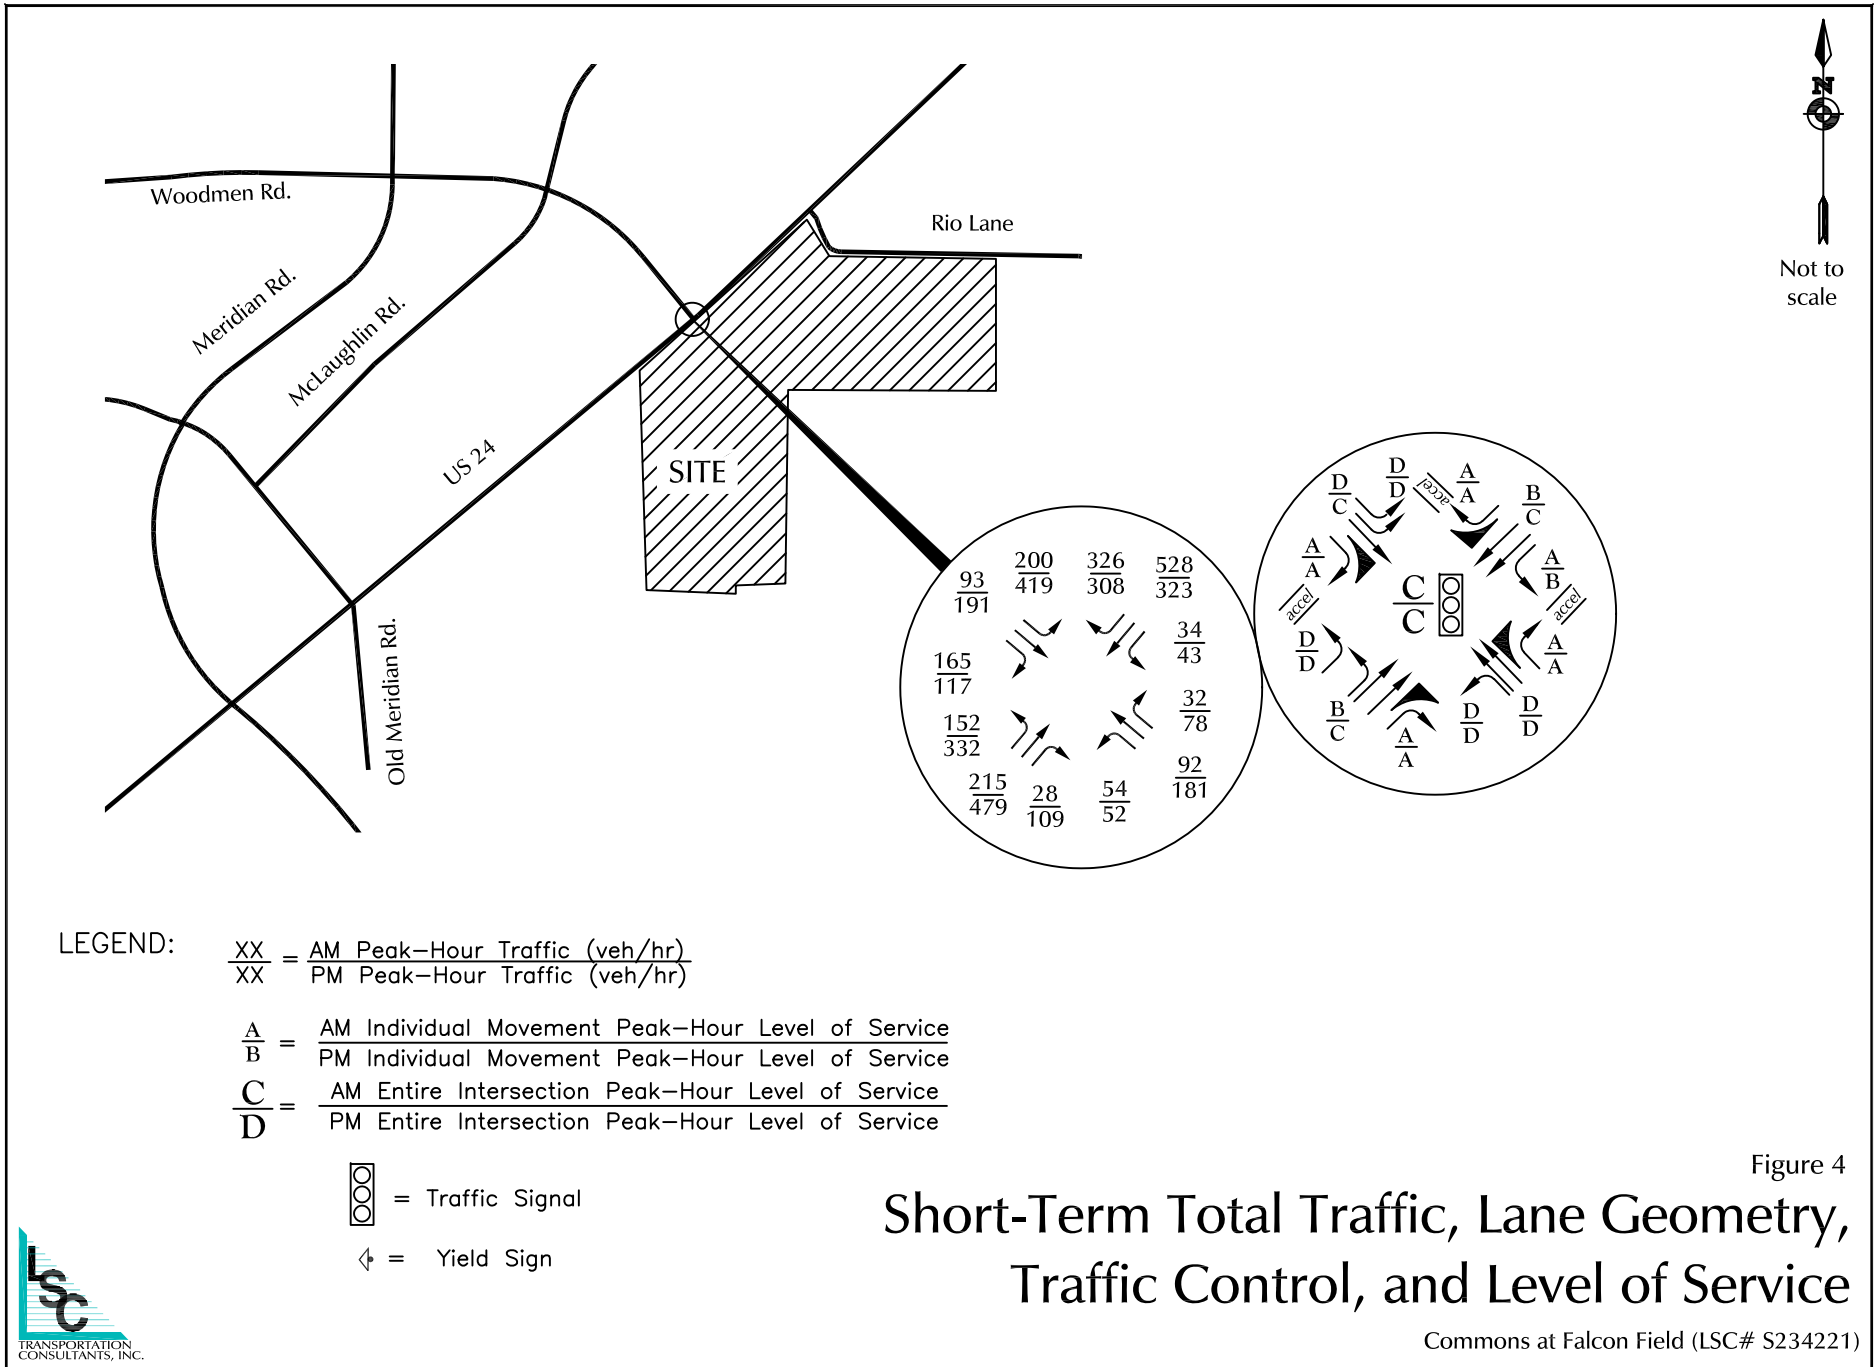 N
Not to
scale
Woodmen Rd.
Rio Lane
Meridian Rd.
McLaughlin Rd.
US 24
SITE
Old Meridian Rd.
93
191
200
419
326
308
528
323
34
43
165
117
32
78
152
332
92
181
215
479
28
109
54
52
D
C
D
D
accel
A
A
B
C
A
A
A
B
accel
accel
C
C
D
D
A
A
B
C
A
A
D
D
D
D
LEGEND:
XX = AM Peak-Hour Traffic (veh/hr)
XX PM Peak-Hour Traffic (veh/hr)
A = AM Individual Movement Peak-Hour Level of Service
B PM Individual Movement Peak-Hour Level of Service
C = AM Entire Intersection Peak-Hour Level of Service
D PM Entire Intersection Peak-Hour Level of Service
= Traffic Signal
= Yield Sign
Figure 4
Short-Term Total Traffic, Lane Geometry,
Traffic Control, and Level of Service
Commons at Falcon Field (LSC# S234221)
LSC
TRANSPORTATION
CONSULTANTS, INC.